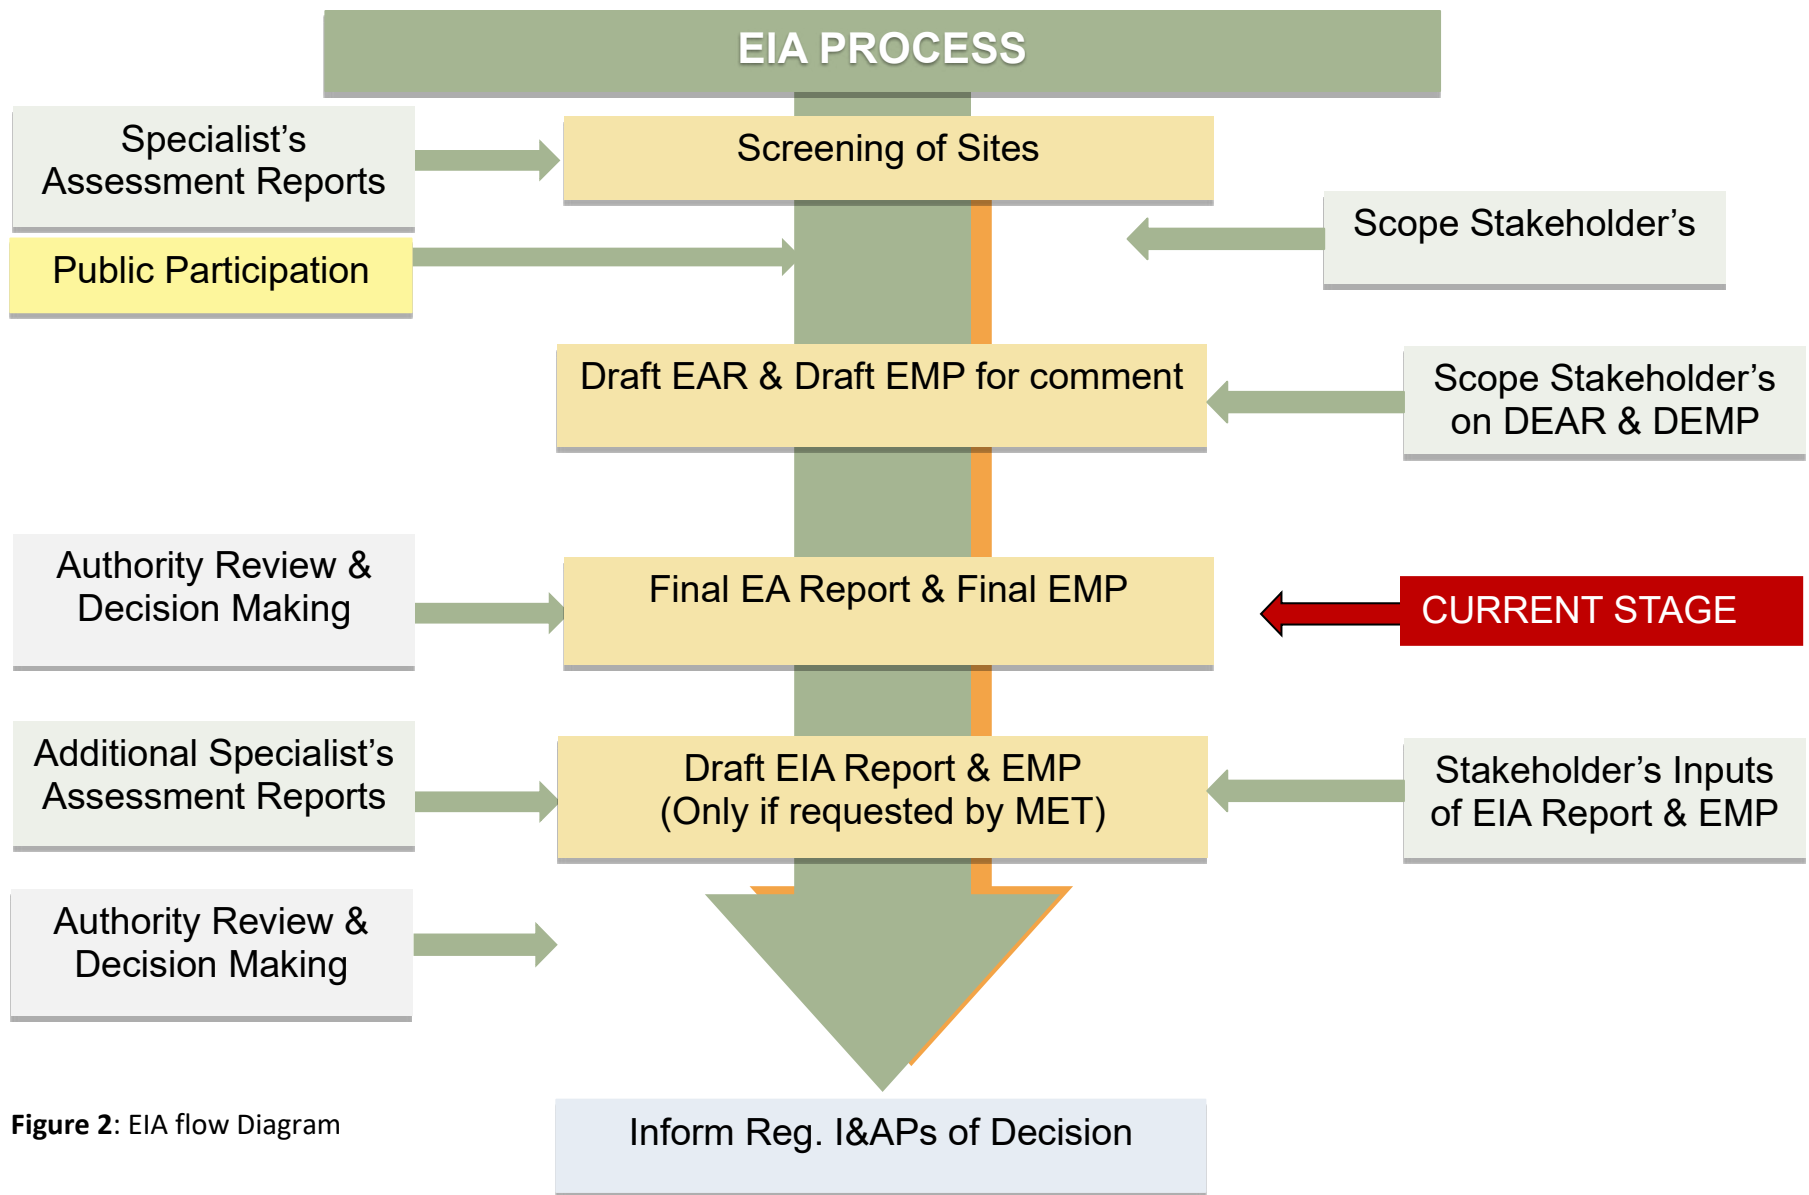 EIA PROCESS
Specialist’s
Assessment Reports
Screening of Sites
Scope Stakeholder’s
Public Participation
Draft EAR & Draft EMP for comment
Scope Stakeholder’s
on DEAR & DEMP
Authority Review &
Decision Making
Final EA Report & Final EMP
CURRENT STAGE
Additional Specialist’s
Assessment Reports
Draft EIA Report & EMP
(Only if requested by MET)
Stakeholder’s Inputs
of EIA Report & EMP
Authority Review &
Decision Making
Figure 2: EIA flow Diagram
Inform Reg. I&APs of Decision